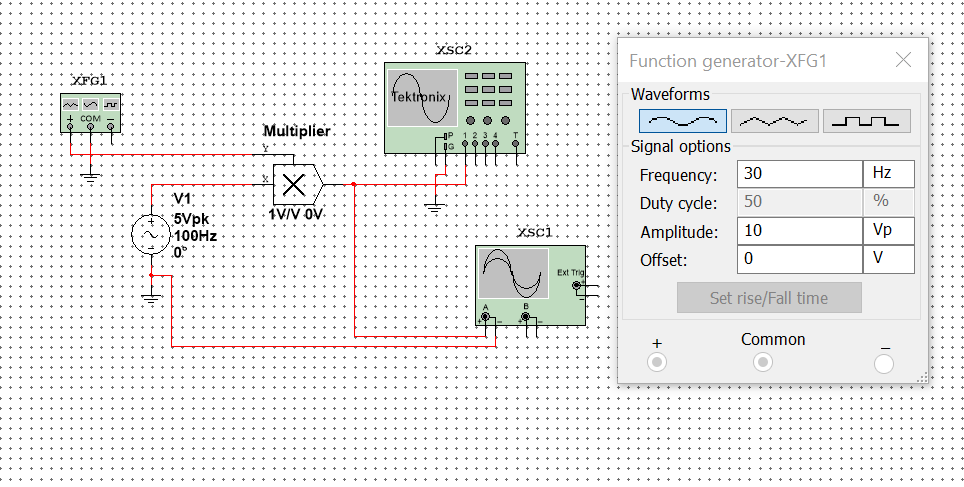 XSC2
XFG1
COM
+
Tektronix
P
G
1 2 3 4 T
Multiplier
Y
X
1V/V 0V
V1
5Vpk
100Hz
0°
XSC1
Ext Trig
+
−
A B
+ − + −
Function generator-XFG1
Waveforms
Signal options
Frequency: 30 Hz
Duty cycle: 50 %
Amplitude: 10 Vp
Offset: 0 V
Set rise/Fall time
+ Common −